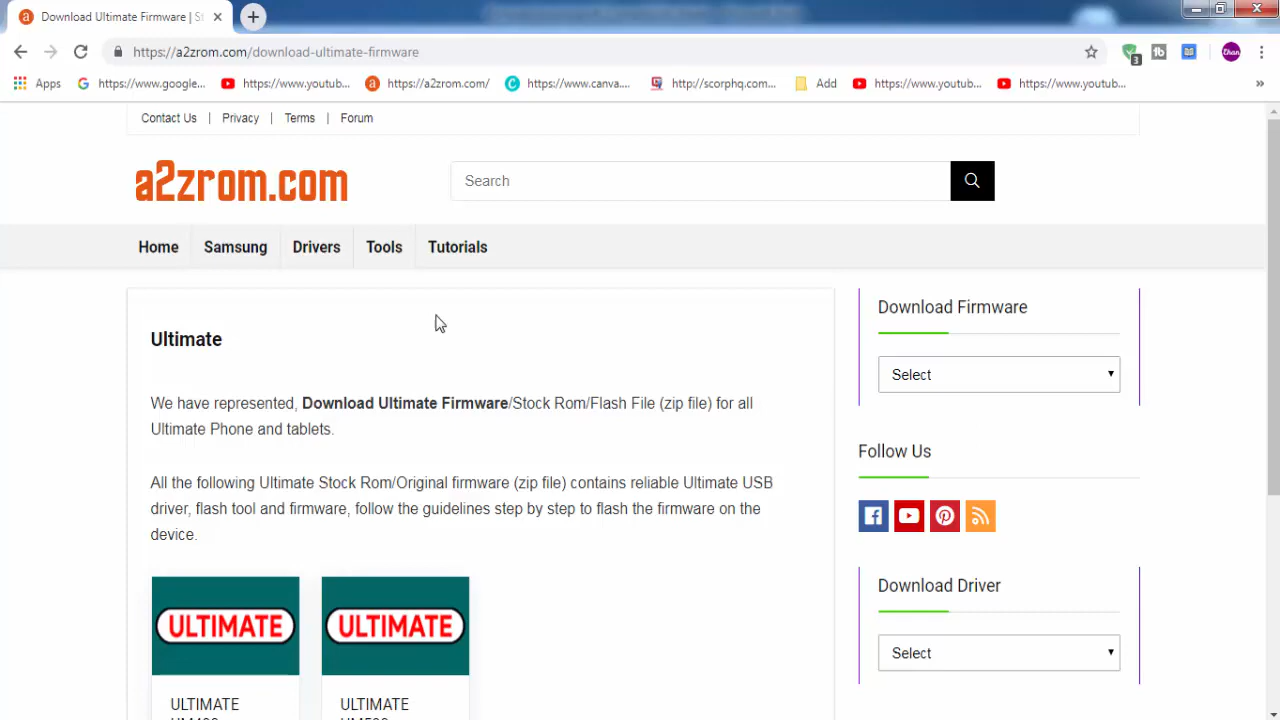 Download Ultimate Firmware | St
https://a2zrom.com/download-ultimate-firmware
3
Ehan
Apps
https://www.google...
https://www.youtub...
https://a2zrom.com/
https://www.canva....
http://scorphq.com...
Add
https://www.youtub...
https://www.youtub...
»
Contact Us | Privacy | Terms | Forum
a2zrom.com
Search
Home
Samsung
Drivers
Tools
Tutorials
Ultimate
We have represented, Download Ultimate Firmware/Stock Rom/Flash File (zip file) for all
Ultimate Phone and tablets.
All the following Ultimate Stock Rom/Original firmware (zip file) contains reliable Ultimate USB
driver, flash tool and firmware, follow the guidelines step by step to flash the firmware on the
device.
ULTIMATE
ULTIMATE
ULTIMATE
ULTIMATE
Download Firmware
Select
Follow Us
Download Driver
Select